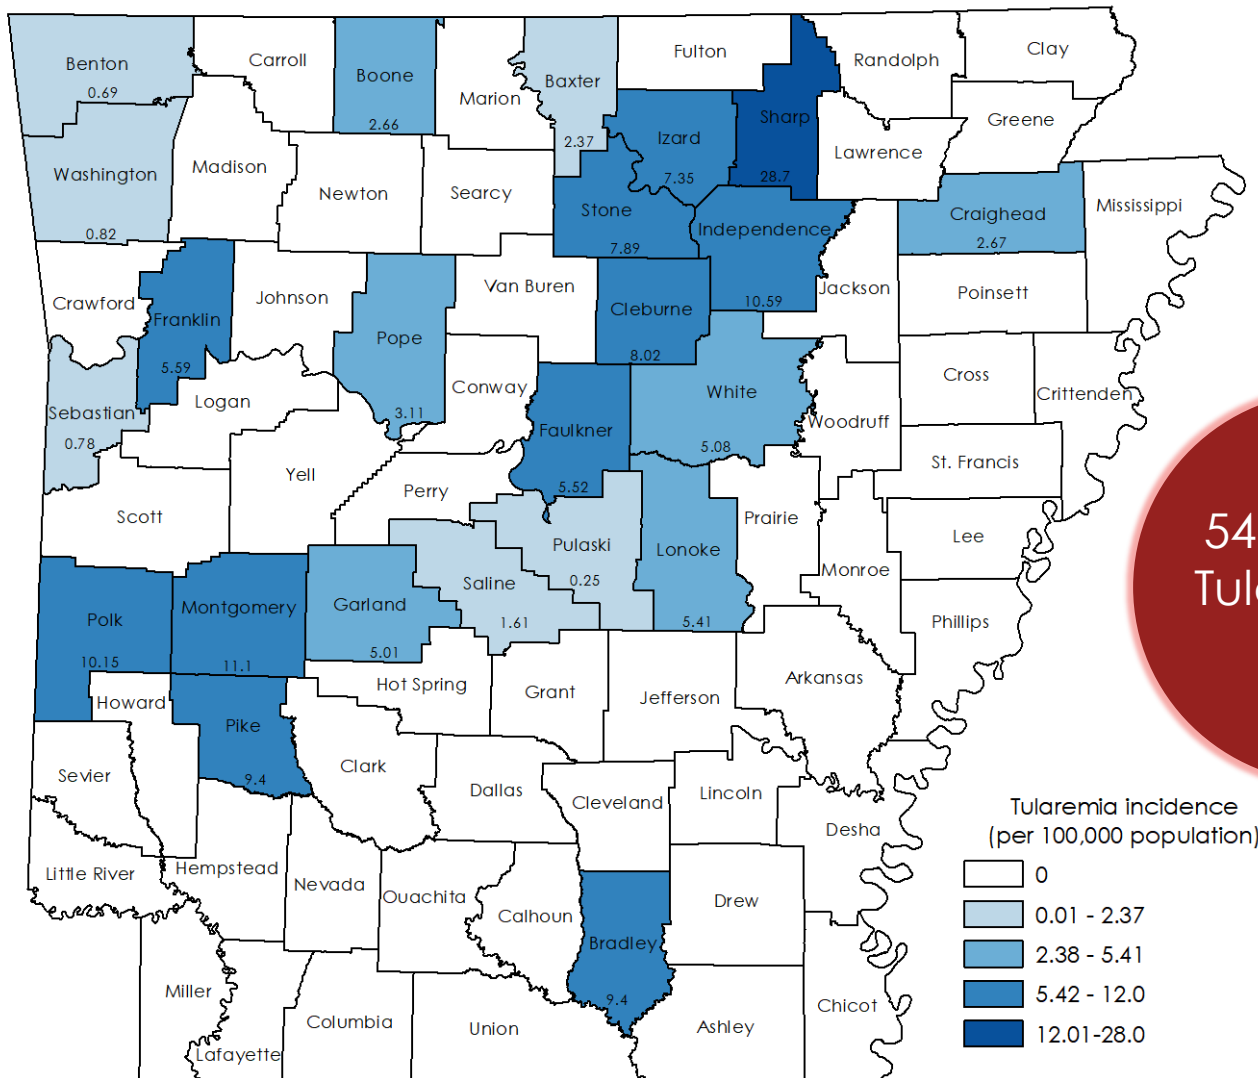 Benton
0.69
Carroll
Boone
2.66
Marion
Baxter
2.37
Fulton
Sharp
28.7
Randolph
Clay
Greene
Lawrence
Izard
7.35
Washington
0.82
Madison
Newton
Searcy
Stone
7.89
Independence
10.59
Craighead
2.67
Mississippi
Crawford
Franklin
5.59
Johnson
Pope
3.11
Van Buren
Cleburne
8.02
Jackson
Poinsett
Sebastian
0.78
Logan
Conway
Faulkner
5.52
White
5.08
Woodruff
Cross
Crittenden
St. Francis
Scott
Yell
Perry
Pulaski
0.25
Saline
1.61
Lonoke
5.41
Prairie
Monroe
Lee
Phillips
54
Tul
Polk
10.15
Montgomery
11.1
Garland
5.01
Hot Spring
Grant
Jefferson
Arkansas
Howard
Pike
9.4
Sevier
Clark
Dallas
Cleveland
Lincoln
Desha
Little River
Hempstead
Nevada
Ouachita
Calhoun
Bradley
9.4
Drew
Miller
Lafayette
Columbia
Union
Ashley
Chicot
Tularemia incidence
(per 100,000 population)
0
0.01 - 2.37
2.38 - 5.41
5.42 - 12.0
12.01-28.0